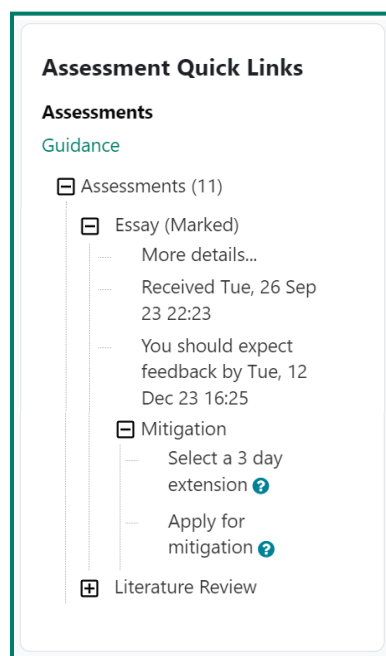 Assessment Quick Links
Assessments
Guidance
Assessments (11)
Essay (Marked)
More details...
Received Tue, 26 Sep
23 22:23
You should expect
feedback by Tue, 12
Dec 23 16:25
Mitigation
Select a 3 day
extension ?
Apply for
mitigation ?
Literature Review